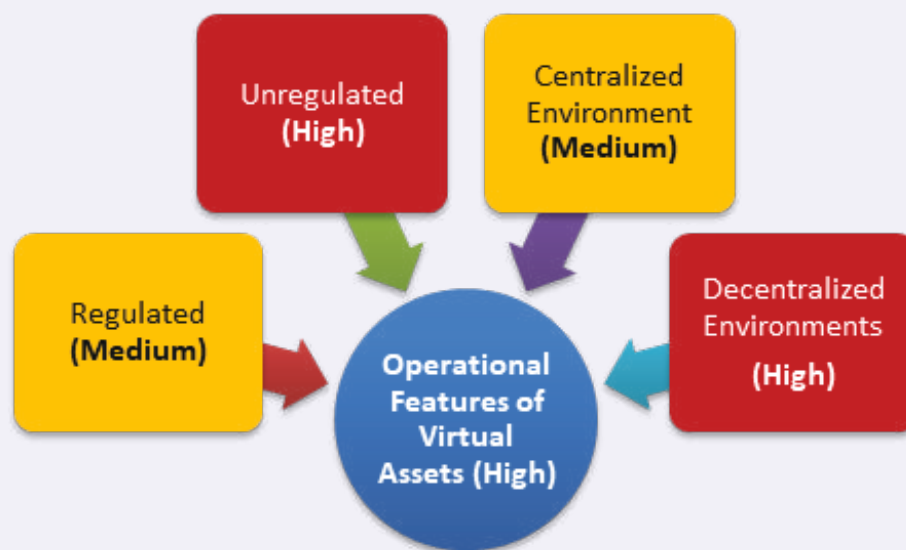 Unregulated
(High)
Centralized
Environment
(Medium)
Regulated
(Medium)
Decentralized
Environments
(High)
Operational
Features of
Virtual
Assets (High)